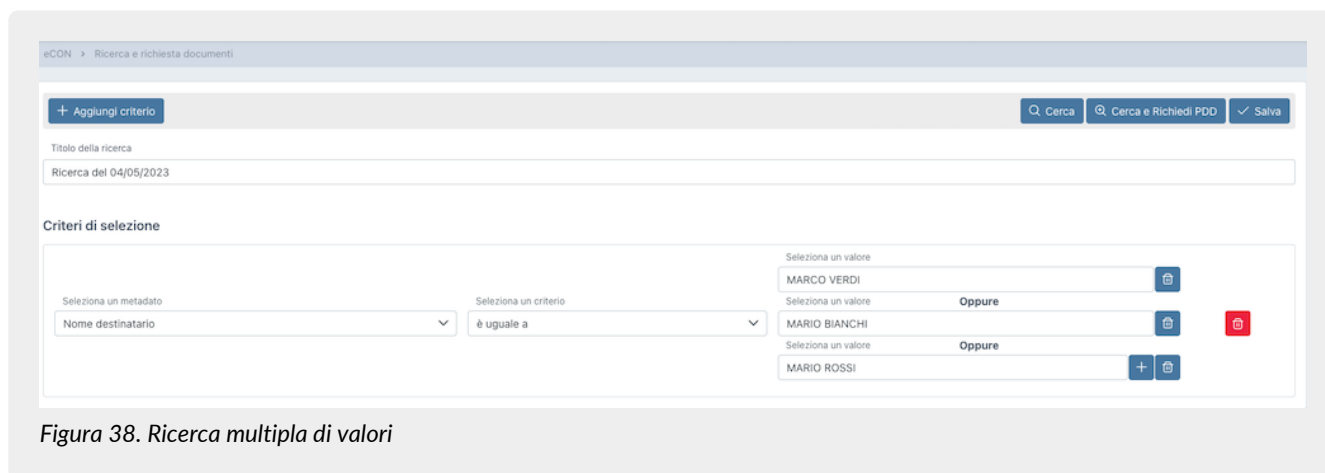 eCON > Ricerca e richiesta documenti
+ Aggiungi criterio Cerca Cerca e Richiedi PDD Salva
Titolo della ricerca
Ricerca del 04/05/2023
Criteri di selezione
Seleziona un valore
MARCO VERDI
Seleziona un metadato Seleziona un criterio Seleziona un valore Oppure
Nome destinatario è uguale a MARIO BIANCHI
Seleziona un valore Oppure
MARIO ROSSI +
Figura 38. Ricerca multipla di valori